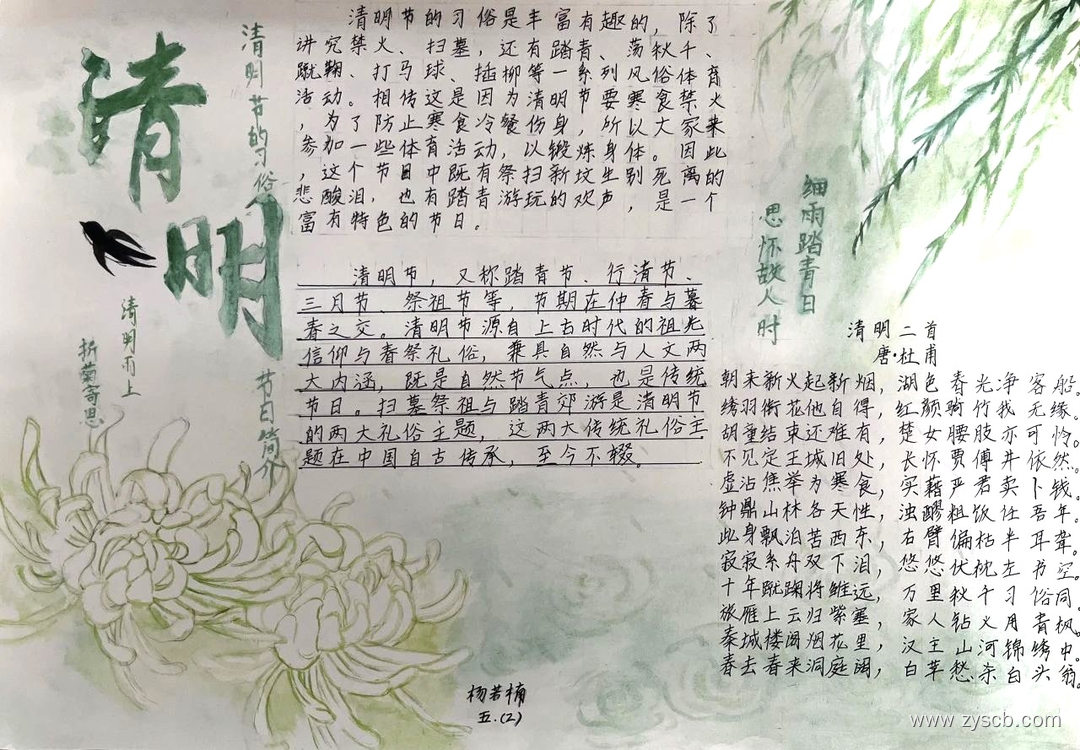 清明
清明节的习俗
清明节的习俗是丰富有趣的，除了
讲究禁火、扫墓，还有踏青、荡秋千、
蹴鞠、打马球、插柳等一系列风俗体育
活动。相传这是因为清明节要寒食禁火
，为了防止寒食冷餐伤身，所以大家来
参加一些体育活动，以锻炼身体。因此
，这个节日中既有祭扫新坟生别死离的
悲酸泪，也有踏青游玩的欢声，是一个
富有特色的节日。
清明雨上
折菊寄思
节日简介
清明节，又称踏青节、行清节、
三月节、祭祖节等，节期在仲春与暮
春之交。清明节源自上古时代的祖先
信仰与春祭礼俗，兼具自然与人文两
大内涵，既是自然节气点，也是传统
节日。扫墓祭祖与踏青郊游是清明节
的两大礼俗主题，这两大传统礼俗主
题在中国自古传承，至今不辍。
细雨踏青日
思怀故人时
清明二首
唐·杜甫
朝来新火起新烟，湖色春光净客船。
绣羽衔花他自得，红颜骑竹我无缘。
胡童结束还难有，楚女腰肢亦可怜。
不见定王城旧处，长怀贾傅井依然。
虚沾焦举为寒食，实藉严君卖卜钱。
钟鼎山林各天性，浊醪粗饭任吾年。
此身飘泊苦西东，右臂偏枯半耳聋。
寂寂系舟双下泪，悠悠伏枕左书空。
十年蹴踘将雏远，万里秋千习俗同。
旅雁上云归紫塞，家人钻火用青枫。
秦城楼阁烟花里，汉主山河锦绣中。
春去春来洞庭阔，白苹愁杀白头翁。
杨若楠
五.(2)
www.zyscb.com